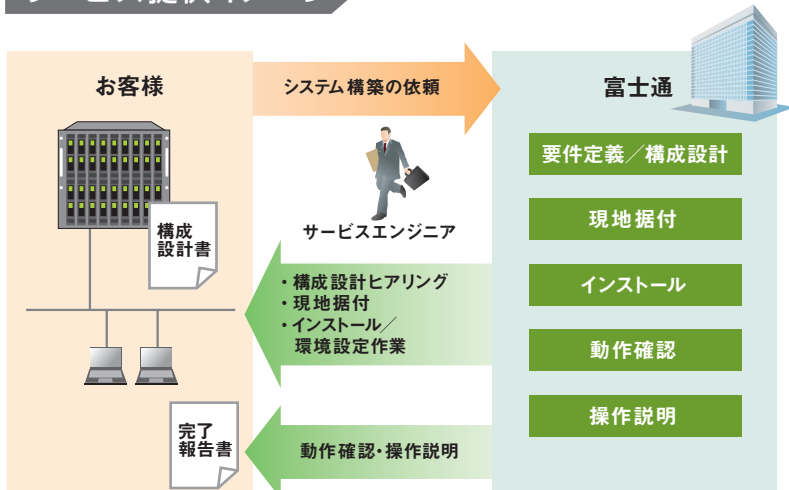 お客様
システム構築の依頼
富士通
構成
設計書
サービスエンジニア
・構成設計ヒアリング
・現地据付
・インストール／
環境設定作業
要件定義／構成設計
現地据付
インストール
動作確認
操作説明
完了
報告書
動作確認・操作説明